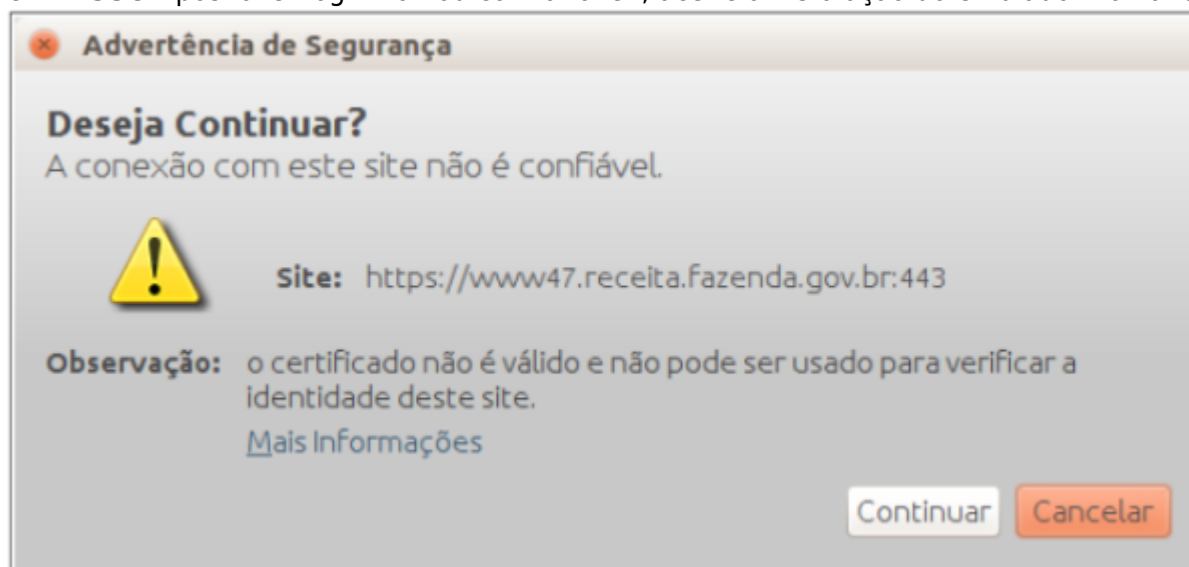 Advertência de Segurança
Deseja Continuar?
A conexão com este site não é confiável.
Site: https://www47.receita.fazenda.gov.br:443
Observação: o certificado não é válido e não pode ser usado para verificar a
identidade deste site.
Mais Informações
Continuar Cancelar